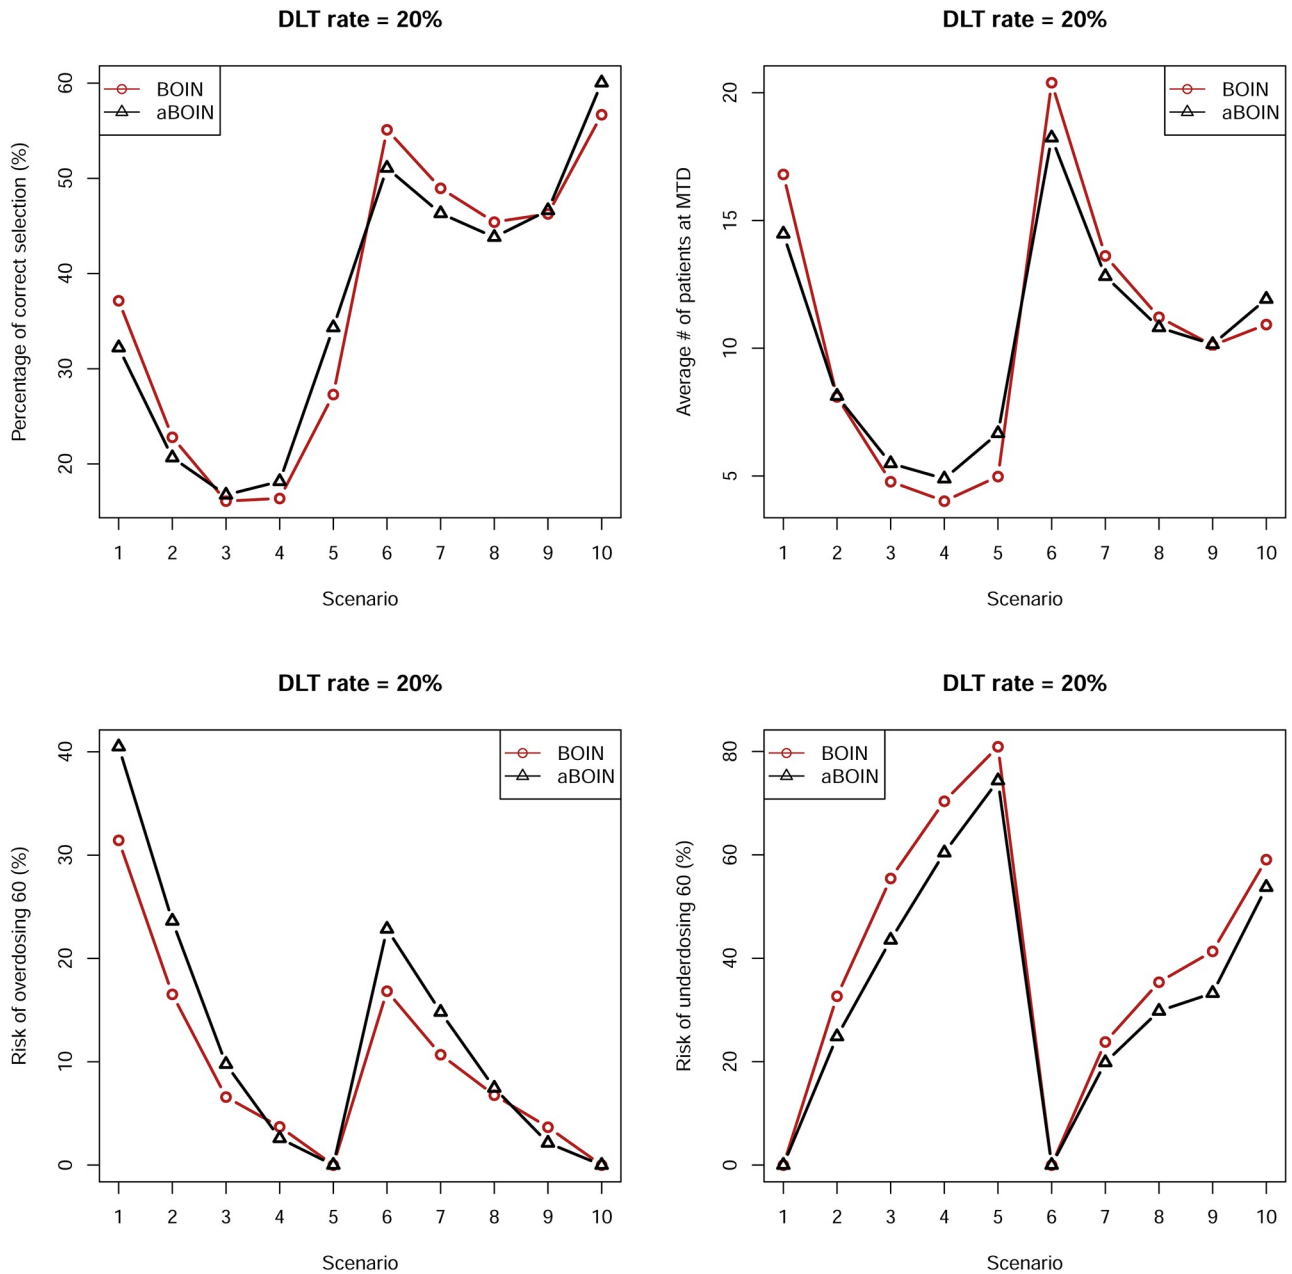 DLT rate = 20%
Percentage of correct selection (%)
60
50
40
30
20
BOIN
aBOIN
1 2 3 4 5 6 7 8 9 10
Scenario
DLT rate = 20%
Average # of patients at MTD
20
15
10
5
BOIN
aBOIN
1 2 3 4 5 6 7 8 9 10
Scenario
DLT rate = 20%
Risk of overdosing 60 (%)
40
30
20
10
0
BOIN
aBOIN
1 2 3 4 5 6 7 8 9 10
Scenario
DLT rate = 20%
Risk of underdosing 60 (%)
80
60
40
20
0
BOIN
aBOIN
1 2 3 4 5 6 7 8 9 10
Scenario